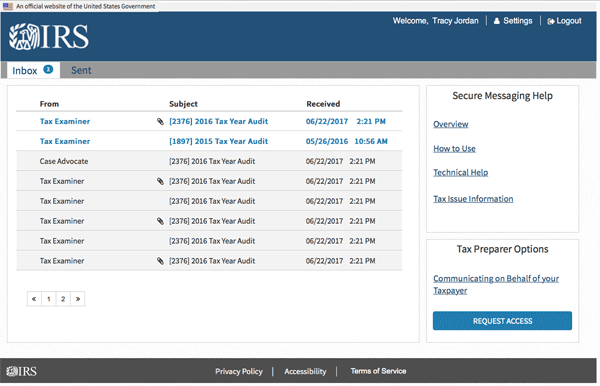 An official website of the United States Government
IRS
Welcome, Tracy Jordan | Settings | Logout
Inbox 2 Sent
From Subject Received
Tax Examiner [2376] 2016 Tax Year Audit 06/22/2017 2:21 PM
Tax Examiner [1897] 2015 Tax Year Audit 05/26/2016 10:56 AM
Case Advocate [2376] 2016 Tax Year Audit 06/22/2017 2:21 PM
Tax Examiner [2376] 2016 Tax Year Audit 06/22/2017 2:21 PM
Tax Examiner [2376] 2016 Tax Year Audit 06/22/2017 2:21 PM
Tax Examiner [2376] 2016 Tax Year Audit 06/22/2017 2:21 PM
Tax Examiner [2376] 2016 Tax Year Audit 06/22/2017 2:21 PM
Tax Examiner [2376] 2016 Tax Year Audit 06/22/2017 2:21 PM
« 1 2 »
Secure Messaging Help
Overview
How to Use
Technical Help
Tax Issue Information
Tax Preparer Options
Communicating on Behalf of your
Taxpayer
REQUEST ACCESS
IRS Privacy Policy | Accessibility | Terms of Service